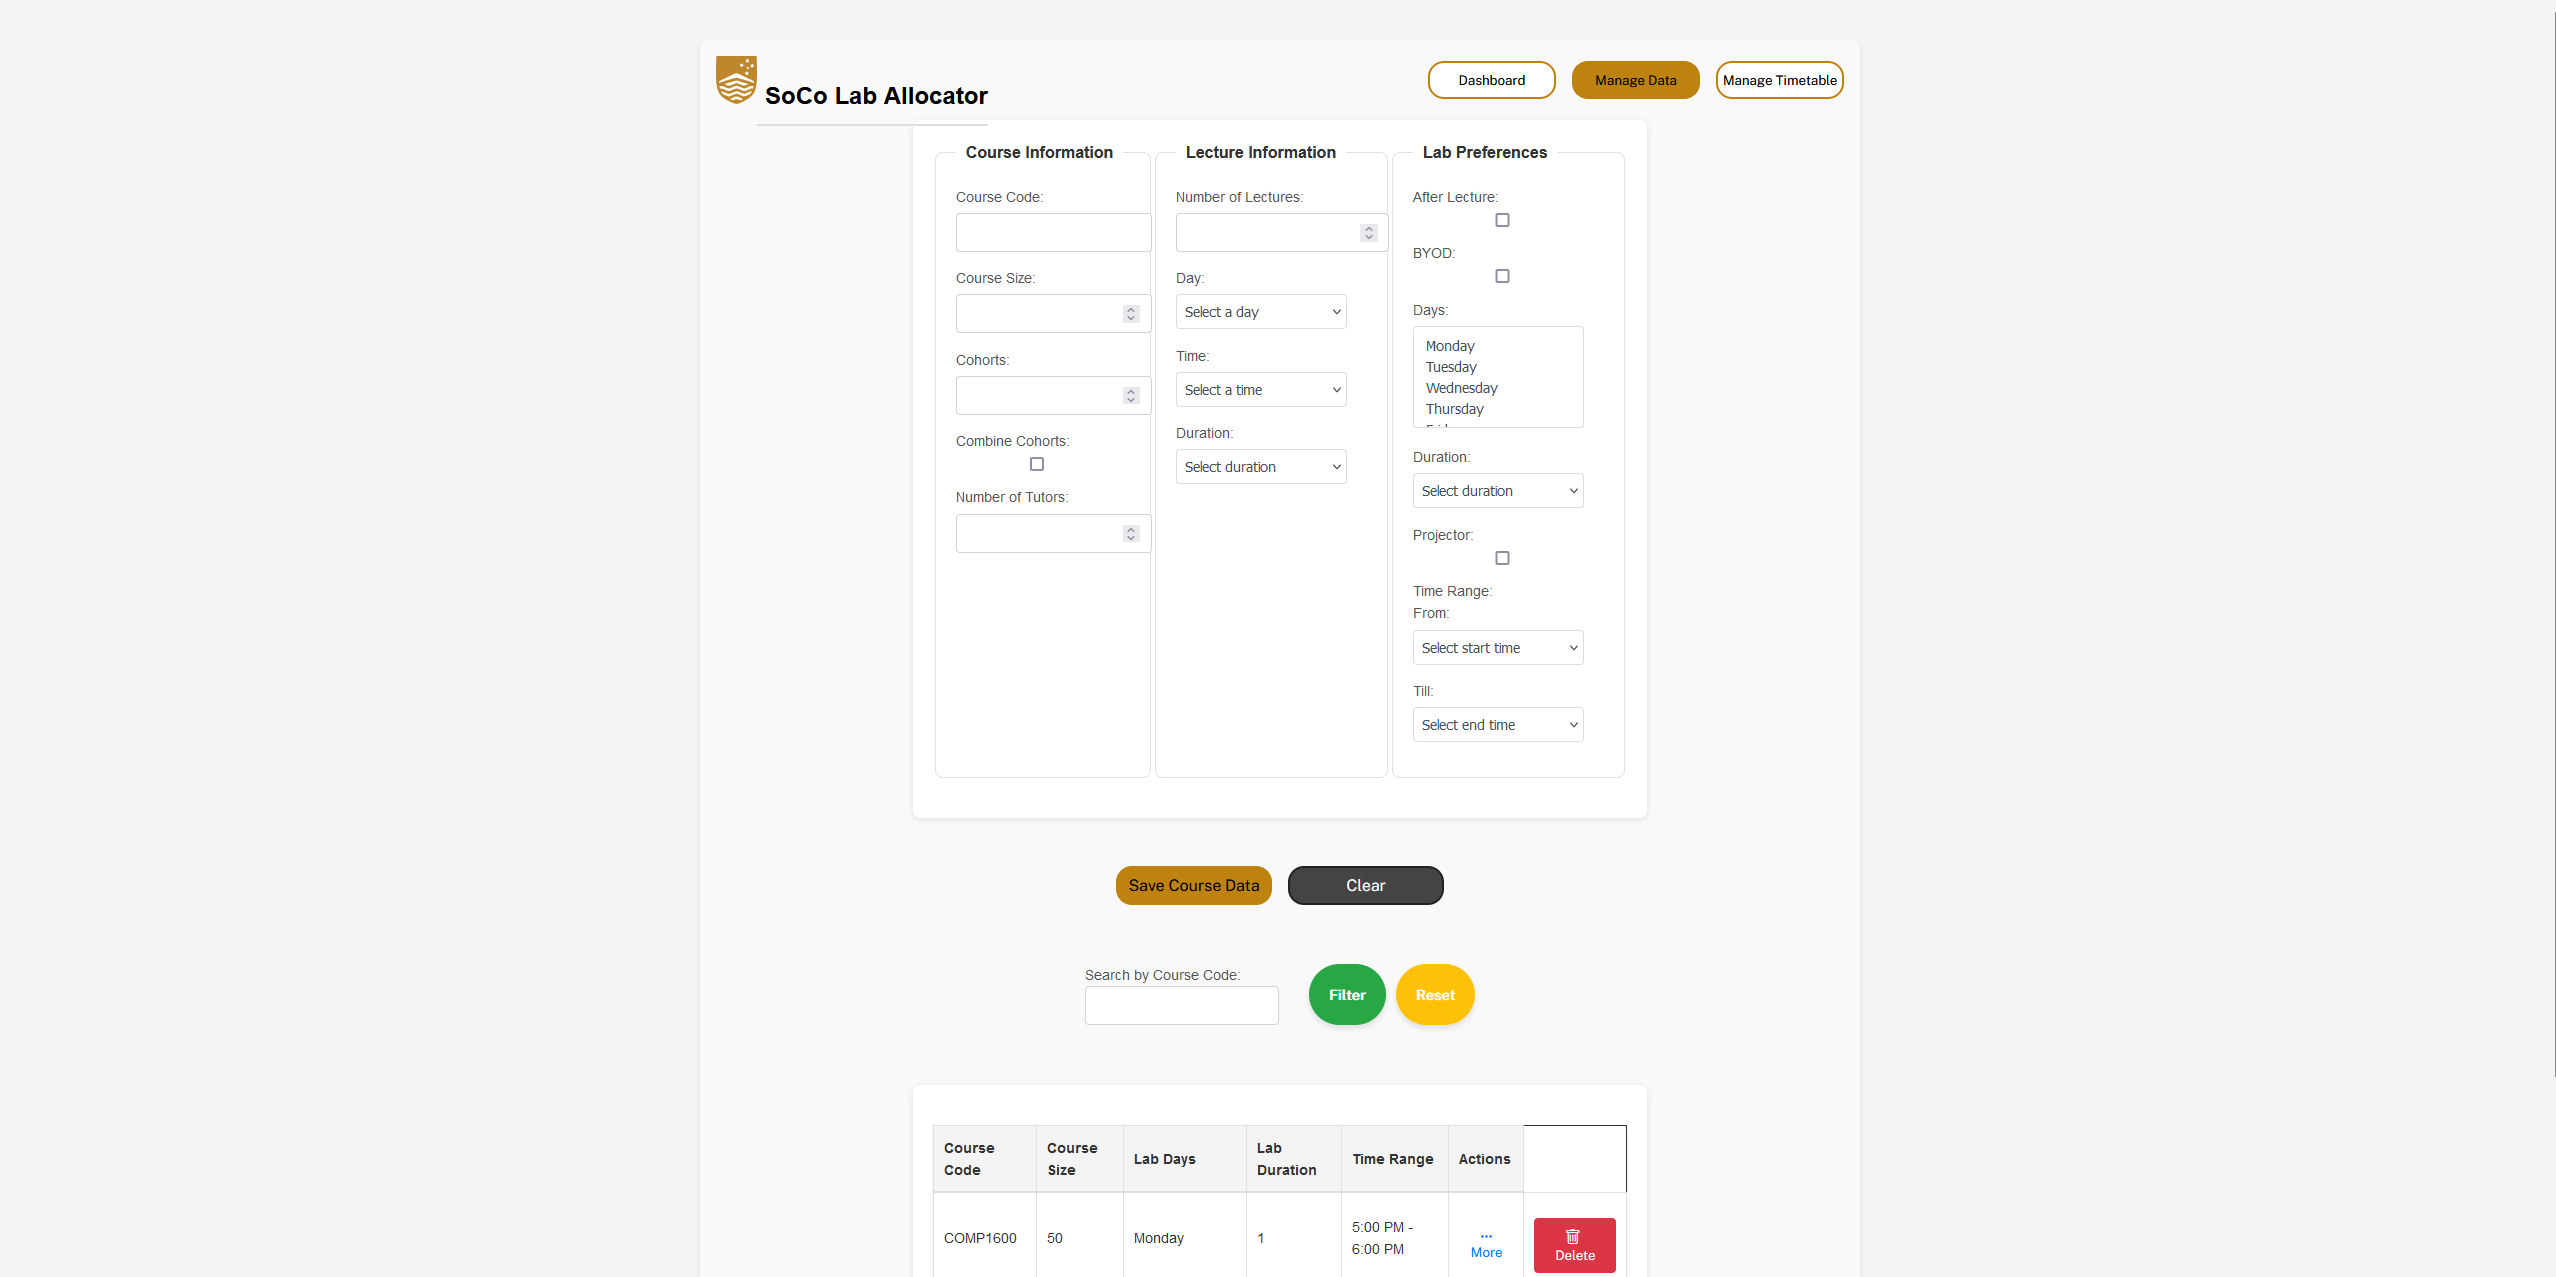 SoCo Lab Allocator
Dashboard
Manage Data
Manage Timetable
Course Information
Course Code:
Course Size:
Cohorts:
Combine Cohorts:
Number of Tutors:
Lecture Information
Number of Lectures:
Day:
Select a day
Time:
Select a time
Duration:
Select duration
Lab Preferences
After Lecture:
BYOD:
Days:
Monday
Tuesday
Wednesday
Thursday
Duration:
Select duration
Projector:
Time Range:
From:
Select start time
Till:
Select end time
Save Course Data
Clear
Search by Course Code:
Filter
Reset
Course Code
Course Size
Lab Days
Lab Duration
Time Range
Actions
COMP1600
50
Monday
1
5:00 PM -
6:00 PM
...
More
Delete